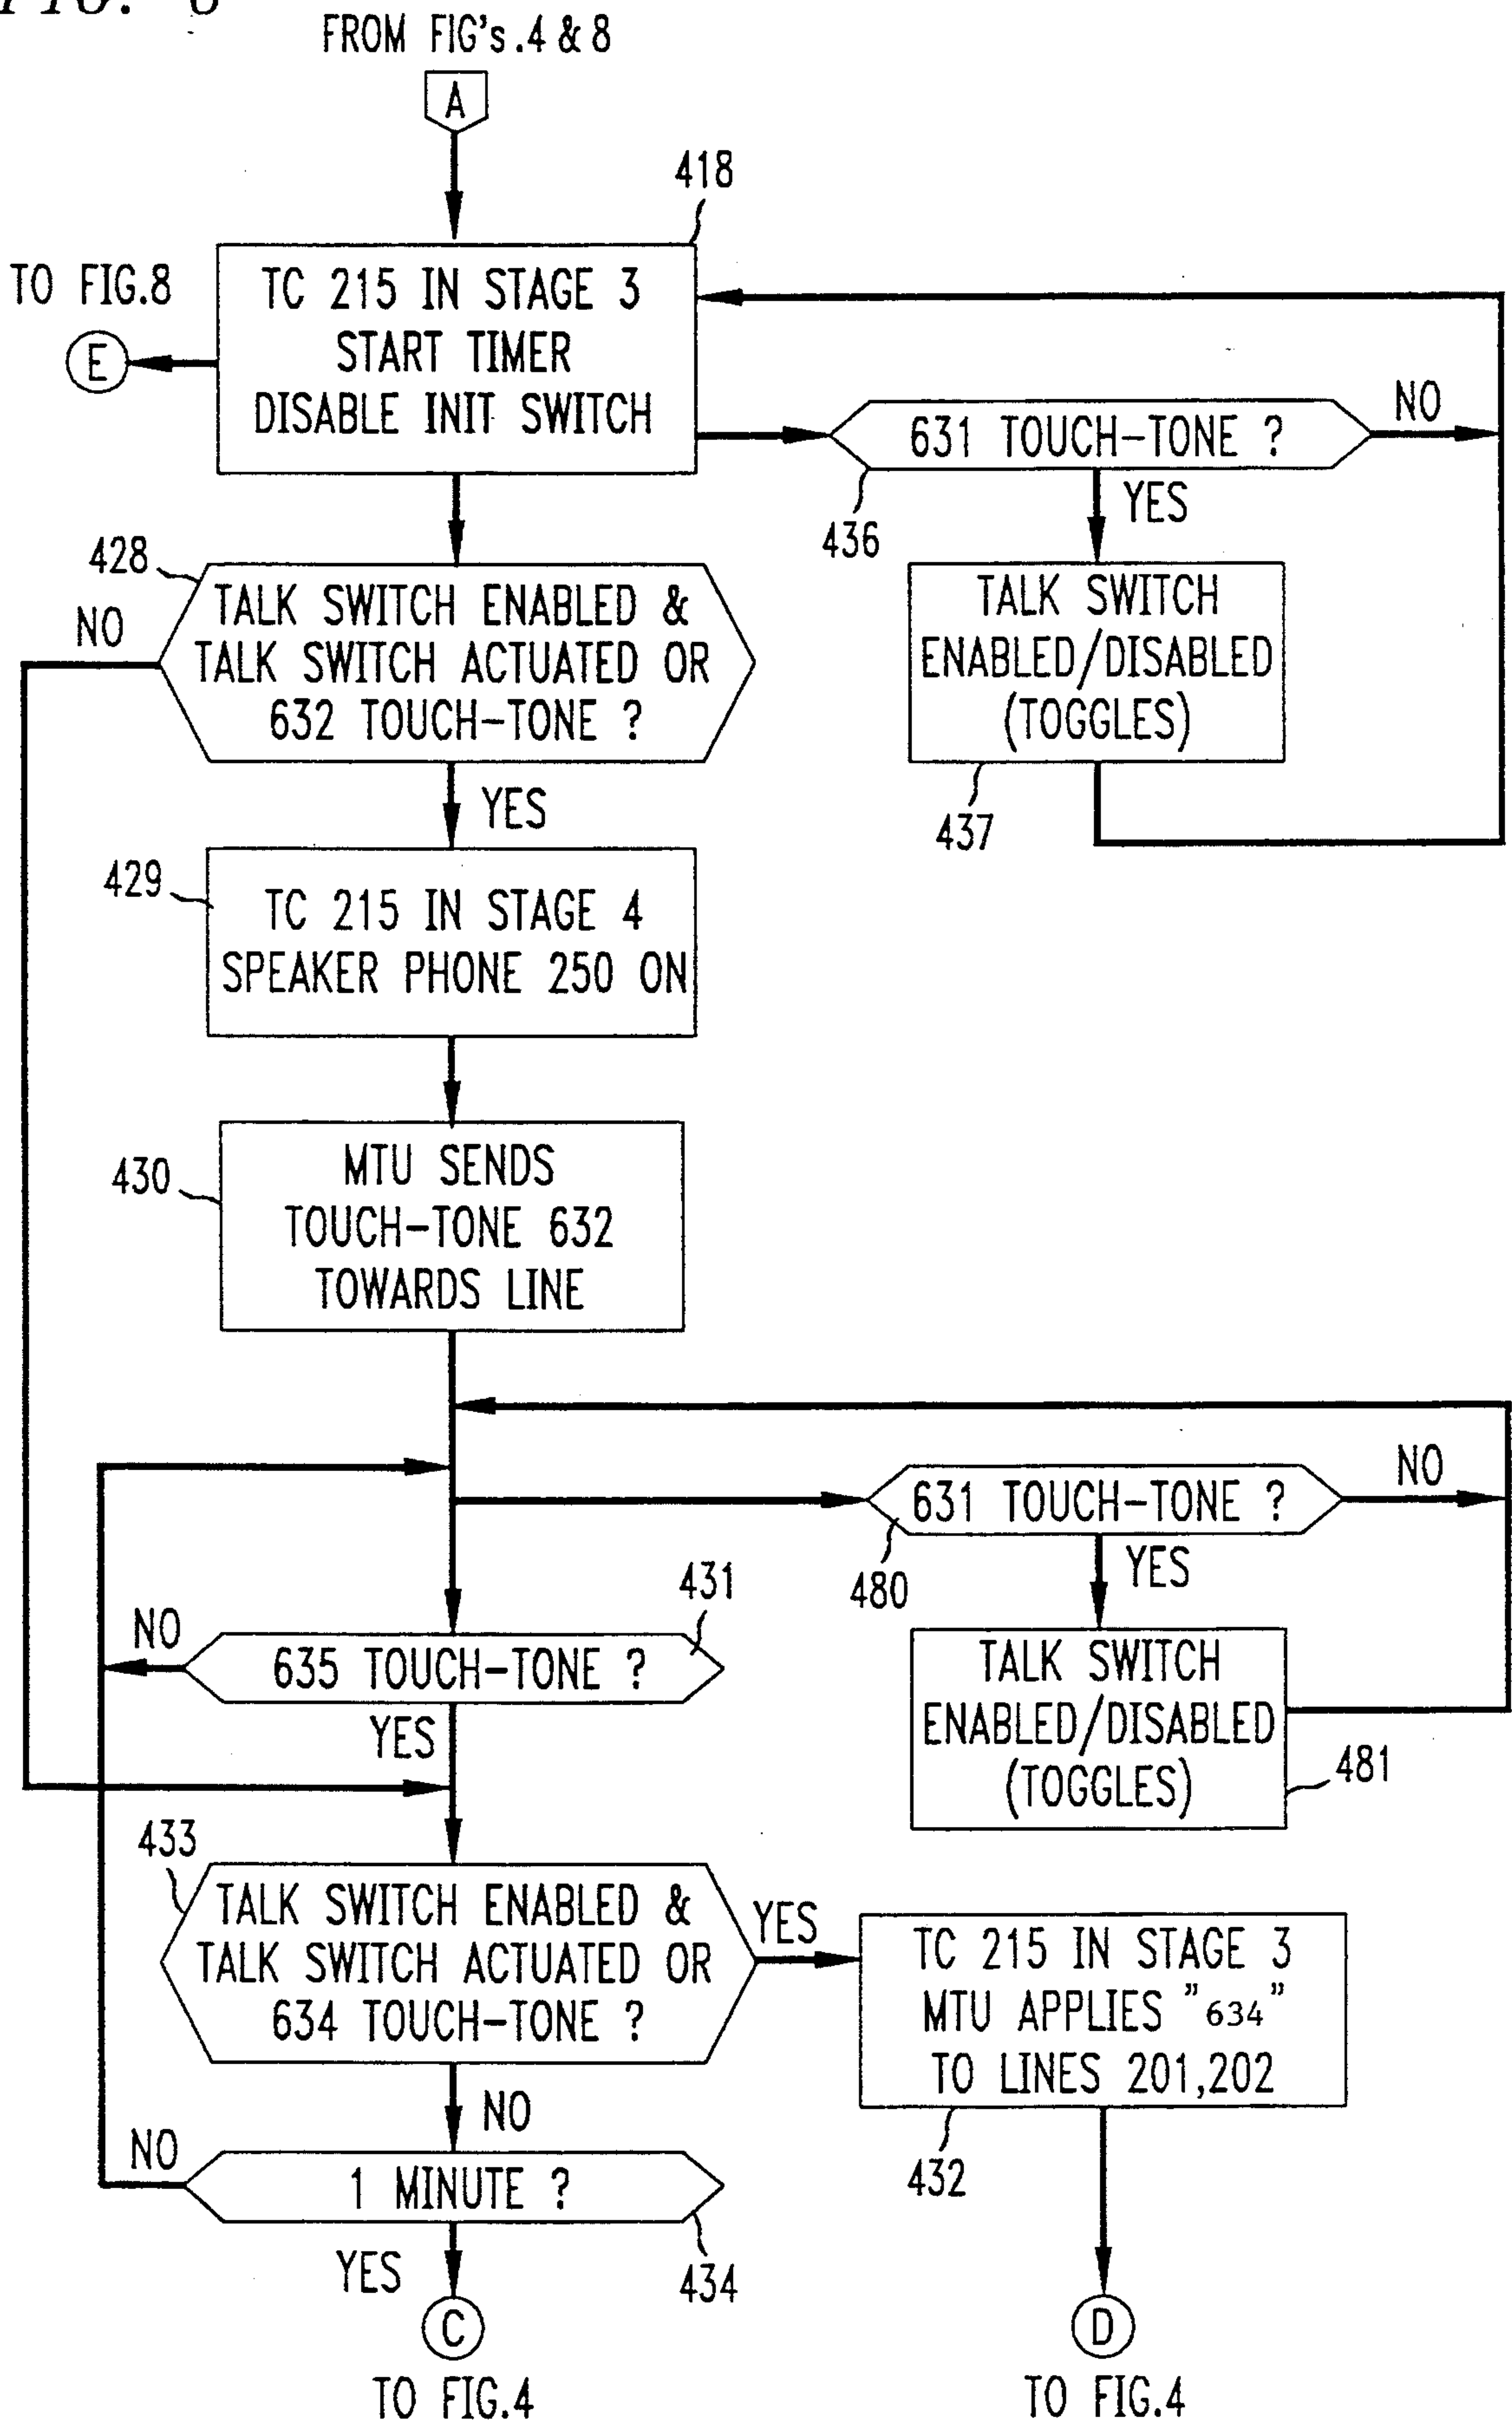 FIG. 6
FROM FIG's.4 & 8
A
418
TO FIG.8
E
TC 215 IN STAGE 3
START TIMER
DISABLE INIT SWITCH
631 TOUCH-TONE ?
NO
436
YES
428
NO
TALK SWITCH ENABLED &
TALK SWITCH ACTUATED OR
632 TOUCH-TONE ?
TALK SWITCH
ENABLED/DISABLED
(TOGGLES)
437
YES
429
TC 215 IN STAGE 4
SPEAKER PHONE 250 ON
430
MTU SENDS
TOUCH-TONE 632
TOWARDS LINE
631 TOUCH-TONE ?
NO
480
YES
431
NO
635 TOUCH-TONE ?
YES
TALK SWITCH
ENABLED/DISABLED
(TOGGLES)
481
433
TALK SWITCH ENABLED &
TALK SWITCH ACTUATED OR
634 TOUCH-TONE ?
YES
TC 215 IN STAGE 3
MTU APPLIES "634"
TO LINES 201,202
432
NO
NO
1 MINUTE ?
434
YES
C
TO FIG.4
D
TO FIG.4